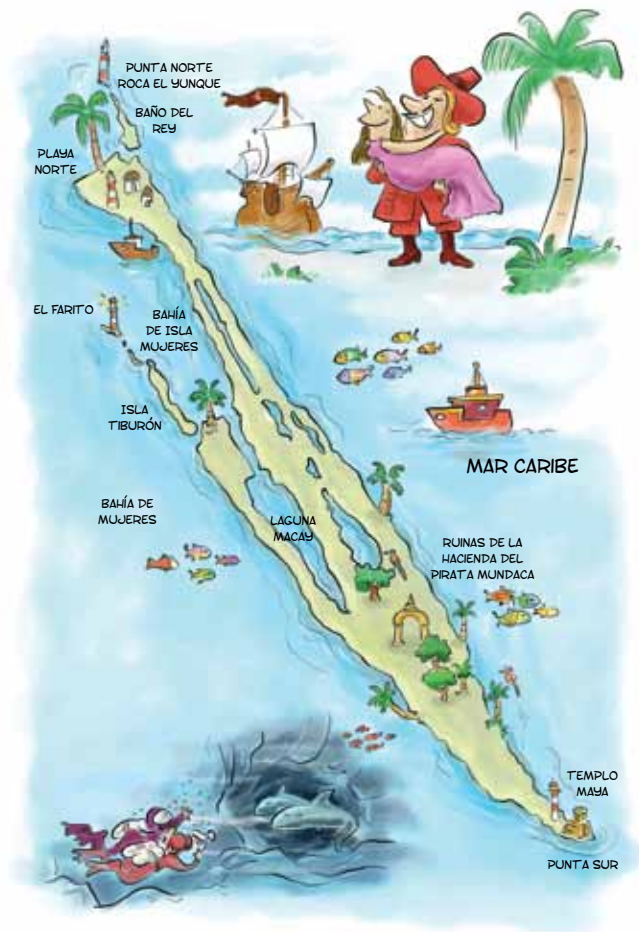 PUNTA NORTE
ROCA EL YUNQUE
BAÑO DEL
REY
PLAYA
NORTE
EL FARITO
BAHÍA
DE ISLA
MUJERES
ISLA
TIBURÓN
MAR CARIBE
BAHÍA DE
MUJERES
LAGUNA
MACAY
RUINAS DE LA
HACIENDA DEL
PIRATA MUNDACA
TEMPLO
MAYA
PUNTA SUR